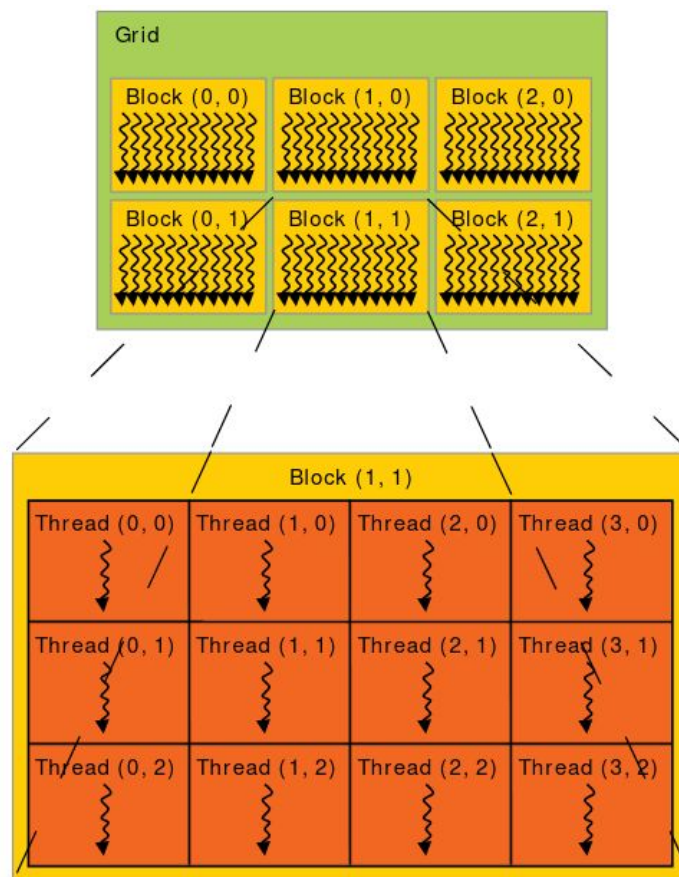 Grid
Block (0, 0) Block (1, 0) Block (2, 0)
Block (0, 1) Block (1, 1) Block (2, 1)
Block (1, 1)
Thread (0, 0) Thread (1, 0) Thread (2, 0) Thread (3, 0)
Thread (0, 1) Thread (1, 1) Thread (2, 1) Thread (3, 1)
Thread (0, 2) Thread (1, 2) Thread (2, 2) Thread (3, 2)